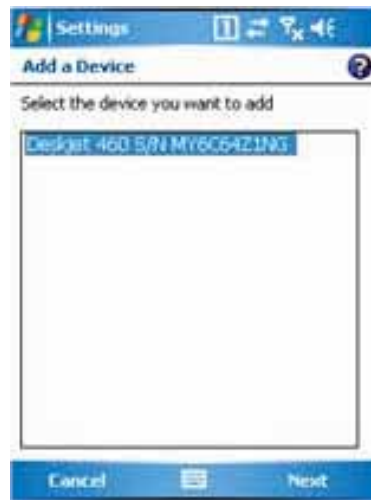 Settings
Add a Device
Select the device you want to add
Deskjet 460 S/N MY6C64Z1NG
Cancel
Next